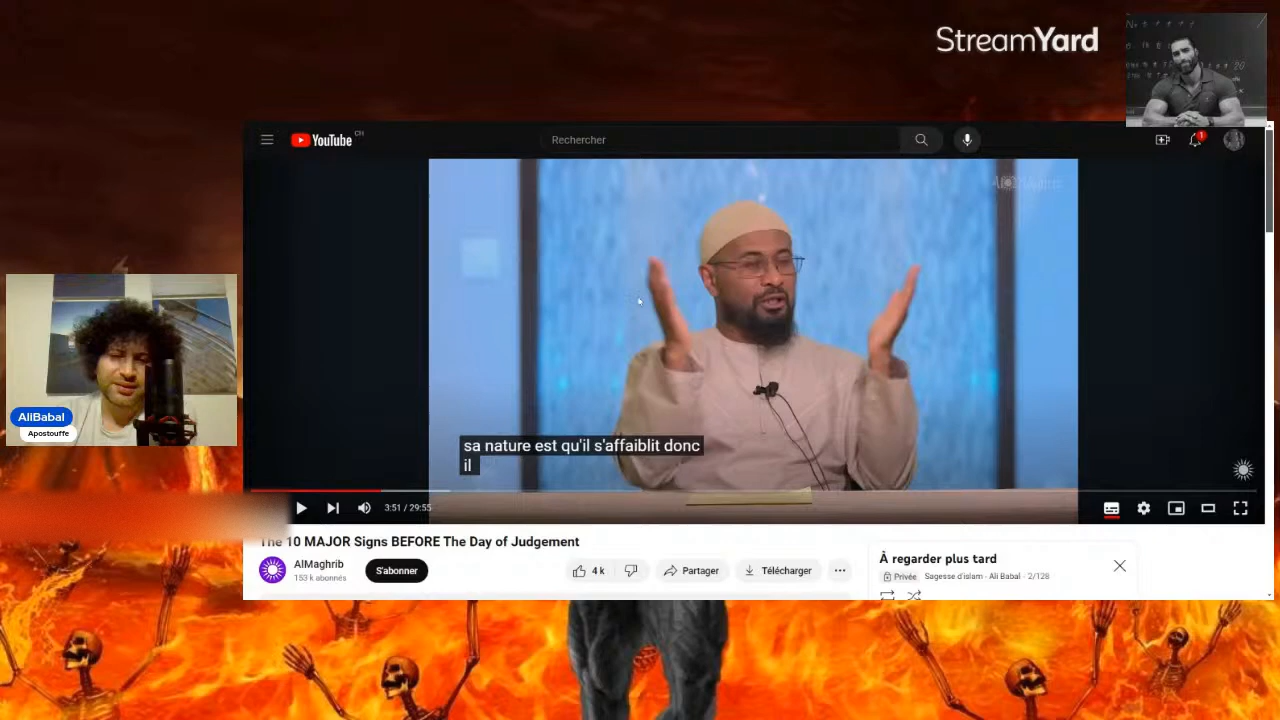 StreamYard
YouTube CH
Rechercher
1
sa nature est qu'il s'affaiblit donc
il
3:51 / 29:55
AliBabal
Apostouffe
The 10 MAJOR Signs BEFORE The Day of Judgement
AlMaghrib
153 k abonnés
S'abonner
4 k
Partager
Télécharger
À regarder plus tard
Privée
Sagesse d'islam - Ali Babal - 2/128